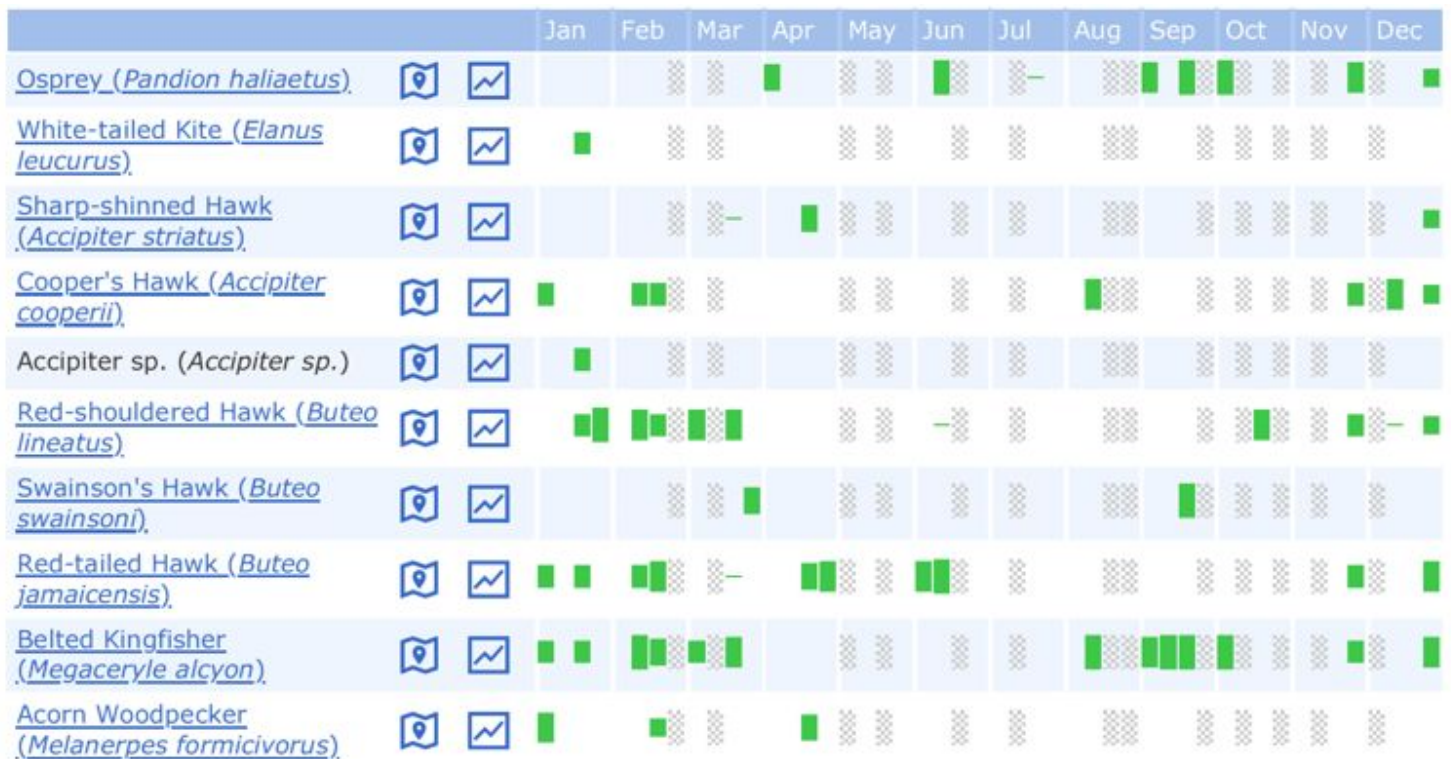 Jan Feb Mar Apr May Jun Jul Aug Sep Oct Nov Dec
Osprey (Pandion haliaetus)
White-tailed Kite (Elanus
leucurus)
Sharp-shinned Hawk
(Accipiter striatus)
Cooper's Hawk (Accipiter
cooperii)
Accipiter sp. (Accipiter sp.)
Red-shouldered Hawk (Buteo
lineatus)
Swainson's Hawk (Buteo
swainsoni)
Red-tailed Hawk (Buteo
jamaicensis)
Belted Kingfisher
(Megaceryle alcyon)
Acorn Woodpecker
(Melanerpes formicivorus)